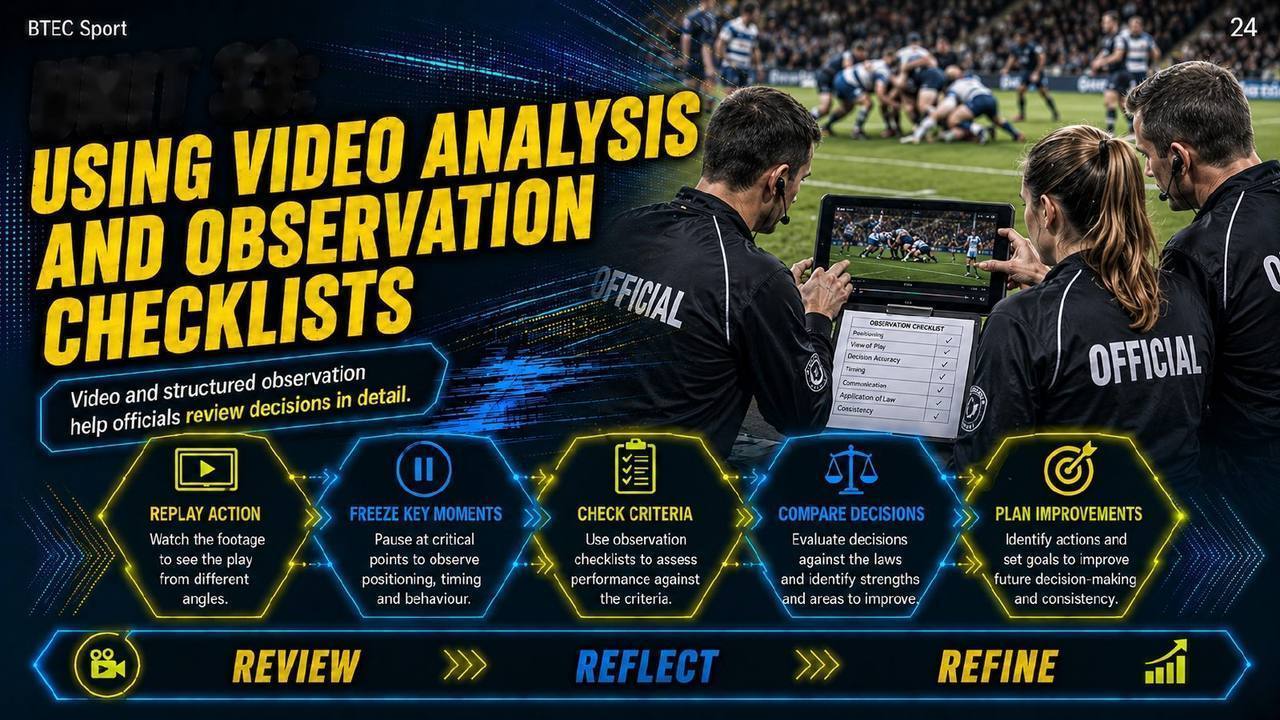 BTEC Sport
24
USING VIDEO ANALYSIS
AND OBSERVATION
CHECKLISTS
Video and structured observation
help officials review decisions in detail.
OFFICIAL
OFFICIAL
OBSERVATION CHECKLIST
Positioning ✓
View of Play ✓
Decision Accuracy ✓
Timing ✓
Communication ✓
Application of Law ✓
Consistency ✓
REPLAY ACTION
Watch the footage
to see the play
from different
angles.
FREEZE KEY MOMENTS
Pause at critical
points to observe
positioning, timing
and behaviour.
CHECK CRITERIA
Use observation
checklists to assess
performance against
the criteria.
COMPARE DECISIONS
Evaluate decisions
against the laws
and identify strengths
and areas to improve.
PLAN IMPROVEMENTS
Identify actions and
set goals to improve
future decision-making
and consistency.
REVIEW
REFLECT
REFINE